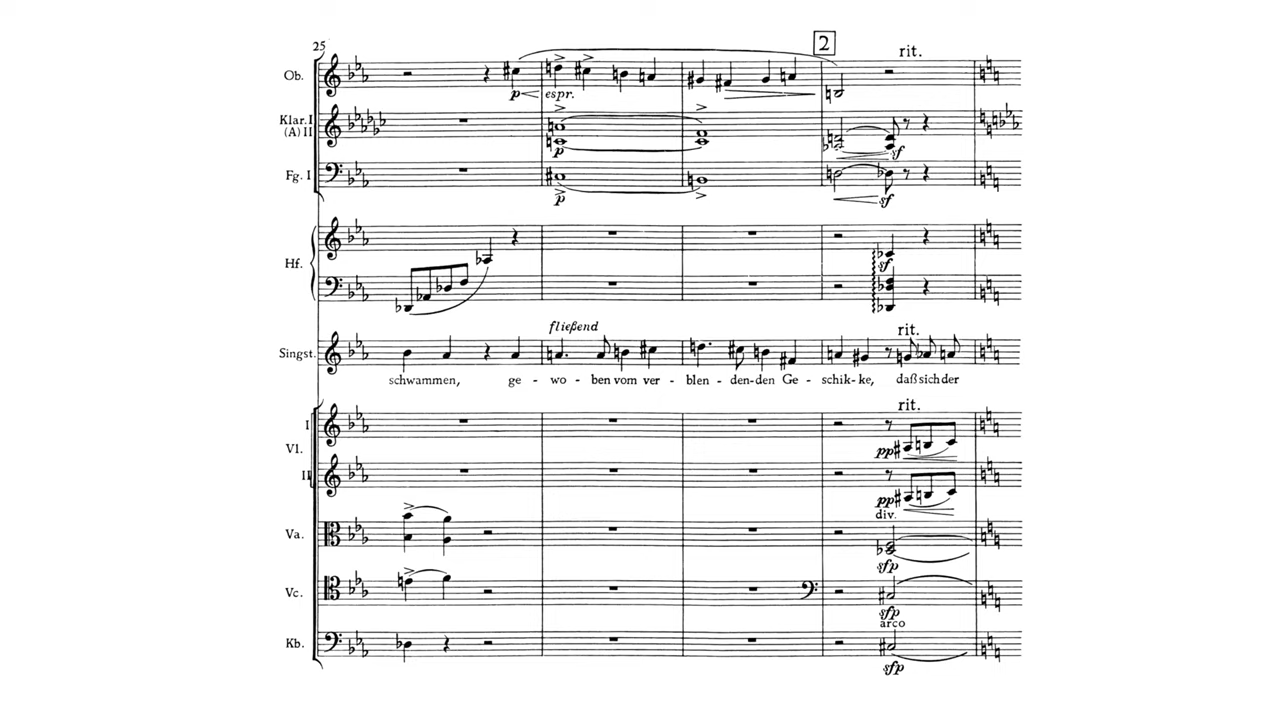 25
2
rit.
Ob.
p espr.
Klar. I
(A) II
p
sf
Fg. I
p
sf
Hf.
sf
fließend
rit.
Singst.
schwammen, ge - wo - ben vom ver - blen - den-den Ge - schik-ke, daß sich der
rit.
I
Vl.
pp
II
pp
div.
Va.
sfp
Vc.
sfp
arco
Kb.
sfp